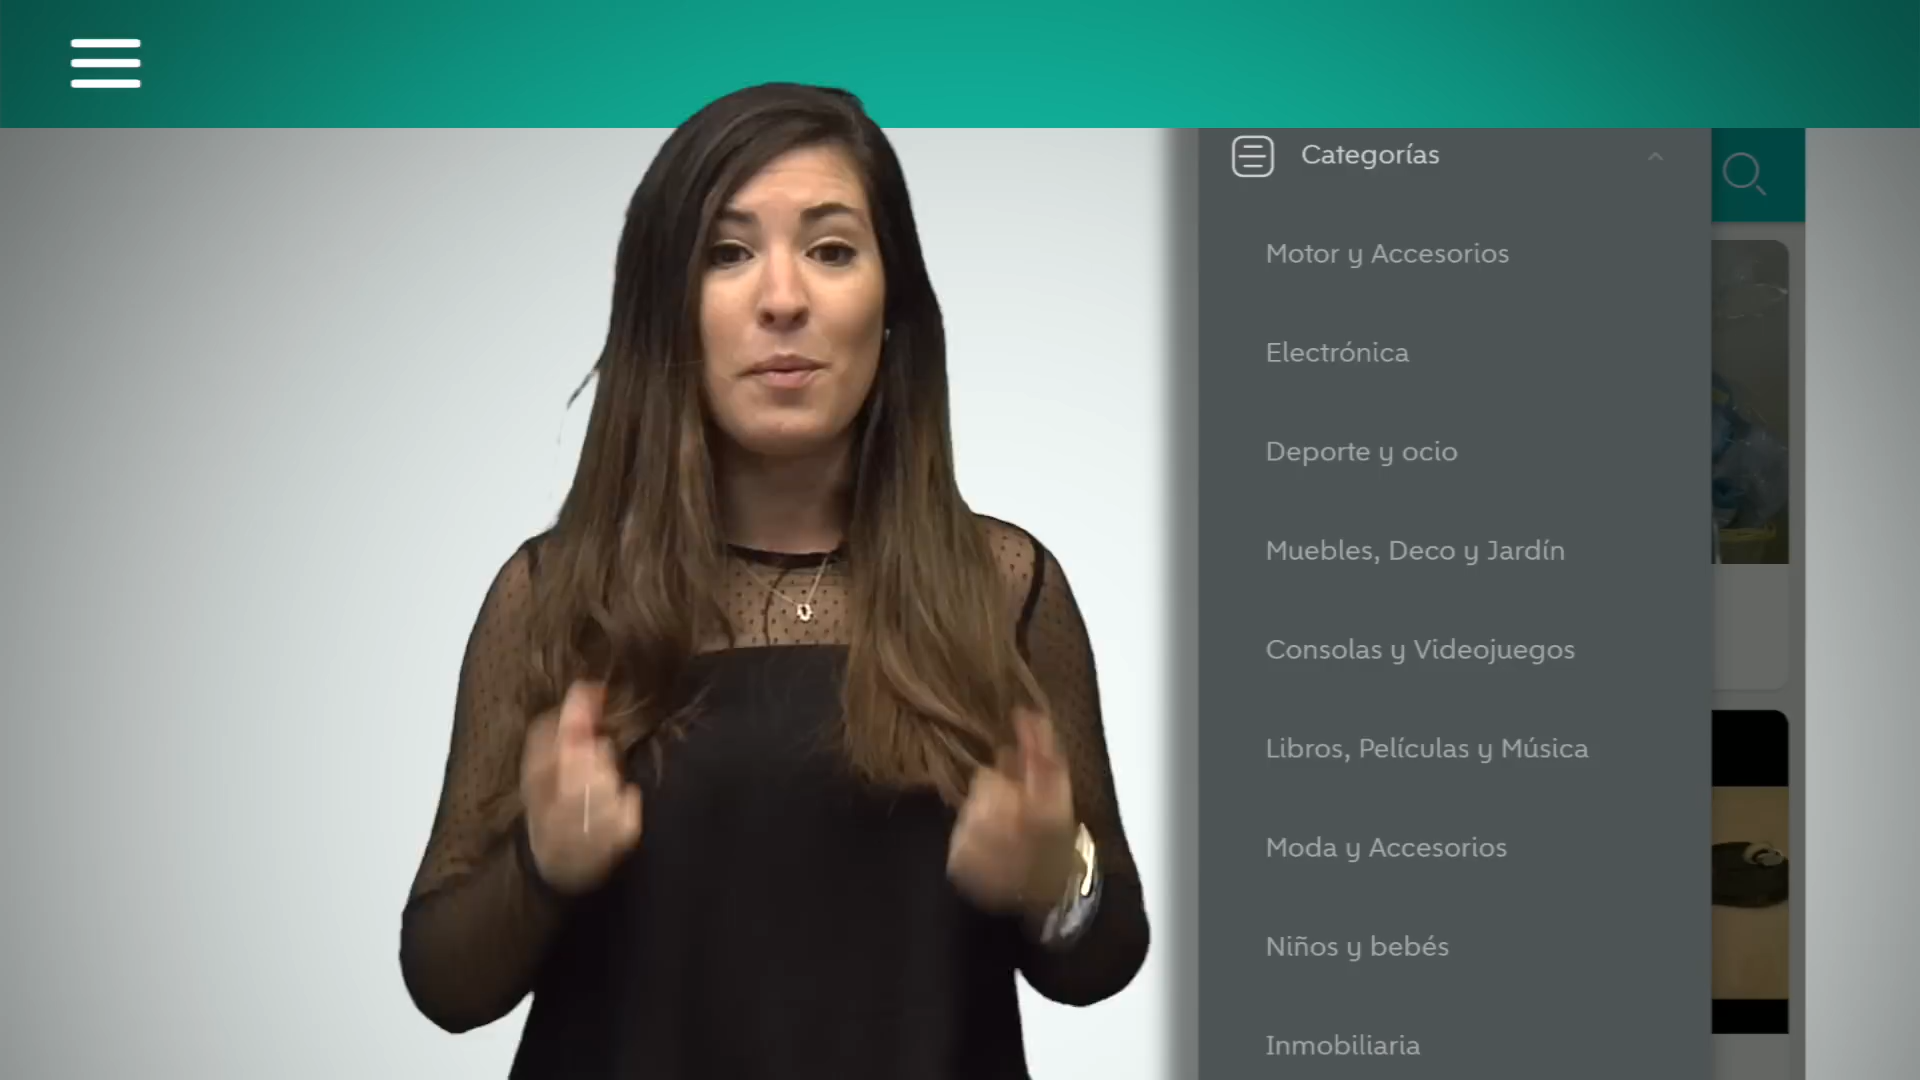 Categorías
Motor y Accesorios
Electrónica
Deporte y ocio
Muebles, Deco y Jardín
Consolas y Videojuegos
Libros, Películas y Música
Moda y Accesorios
Niños y bebés
Inmobiliaria